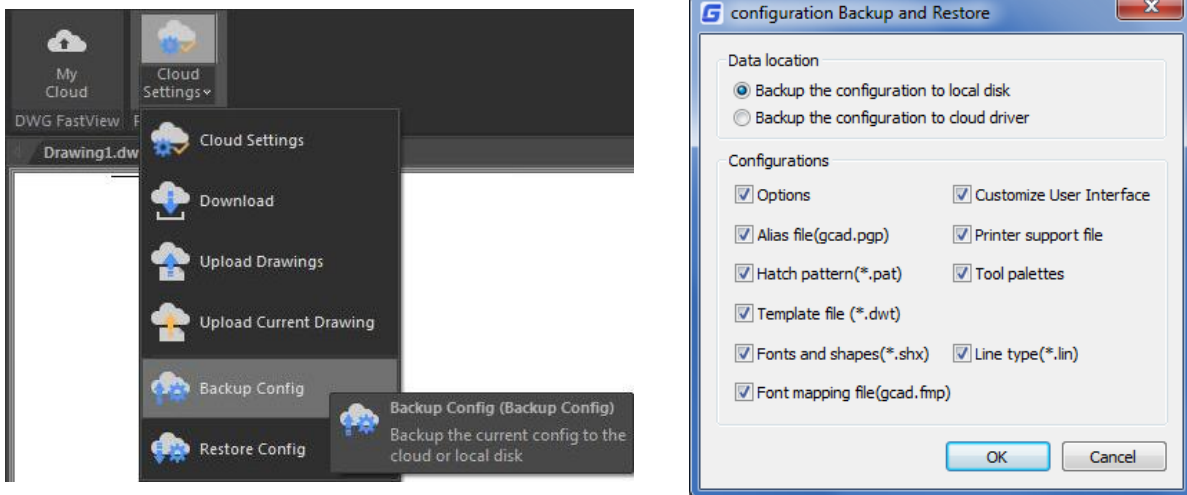 My
Cloud
Cloud
Settings
DWG FastView
Drawing1.dw
Cloud Settings
Download
Upload Drawings
Upload Current Drawing
Backup Config
Restore Config
Backup Config (Backup Config)
Backup the current config to the
cloud or local disk
G configuration Backup and Restore
Data location
Backup the configuration to local disk
Backup the configuration to cloud driver
Configurations
Options
Customize User Interface
Alias file(gcad.pgp)
Printer support file
Hatch pattern(*.pat)
Tool palettes
Template file (*.dwt)
Fonts and shapes(*.shx)
Line type(*.lin)
Font mapping file(gcad.fmp)
OK
Cancel